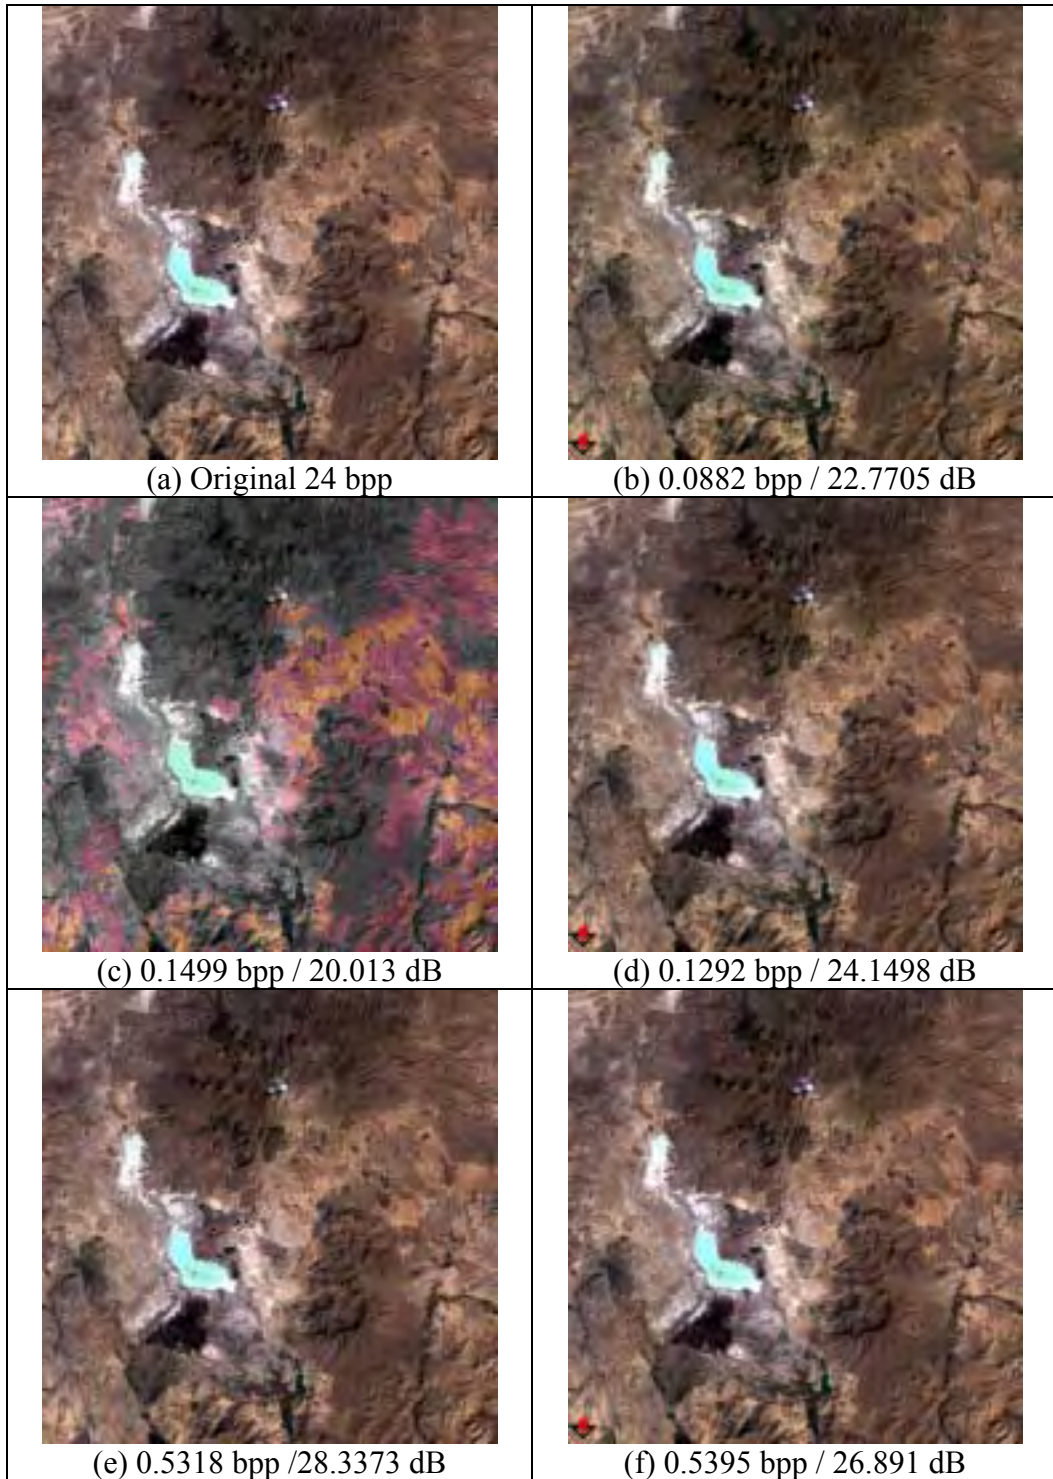 (a) Original 24 bpp
(b) 0.0882 bpp / 22.7705 dB
(c) 0.1499 bpp / 20.013 dB
(d) 0.1292 bpp / 24.1498 dB
(e) 0.5318 bpp /28.3373 dB
(f) 0.5395 bpp / 26.891 dB